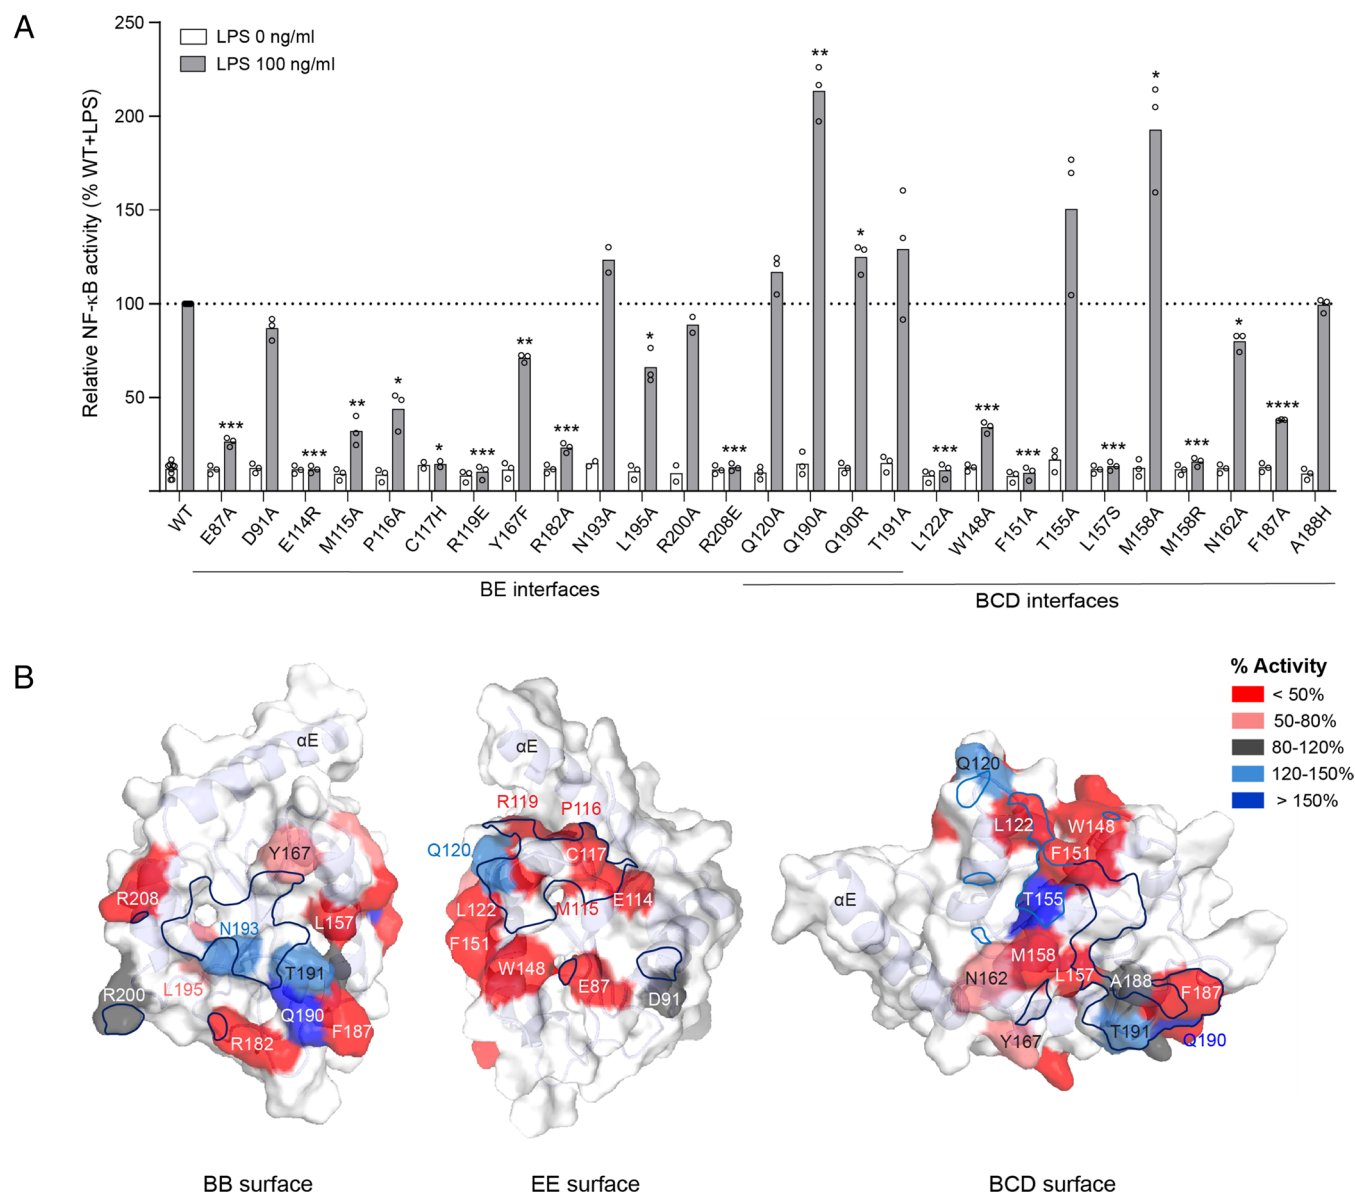 A
250
200
150
100
50
Relative NF-κB activity (% WT+LPS)
LPS 0 ng/ml
LPS 100 ng/ml
*** *** ** * * *** ** *** * *** ** * *** *** *** * *** * ****
WT E87A D91A E114R M115A P116A C117H R119E Y167F R182A N193A L195A R200A R208E Q120A Q190A Q190R T191A L122A W148A F151A T155A L157S M158A M158R N162A F187A A188H
BE interfaces
BCD interfaces
B
αE
Y167
R208
N193
L157
T191
L195
R200
Q190
F187
R182
BB surface
αE
R119
P116
Q120
C117
M115
E114
L122
F151
W148
E87
D91
EE surface
Q120
L122
W148
F151
αE
T155
M158
N162
L157
A188
F187
Y167
T191
Q190
BCD surface
% Activity
< 50%
50-80%
80-120%
120-150%
> 150%